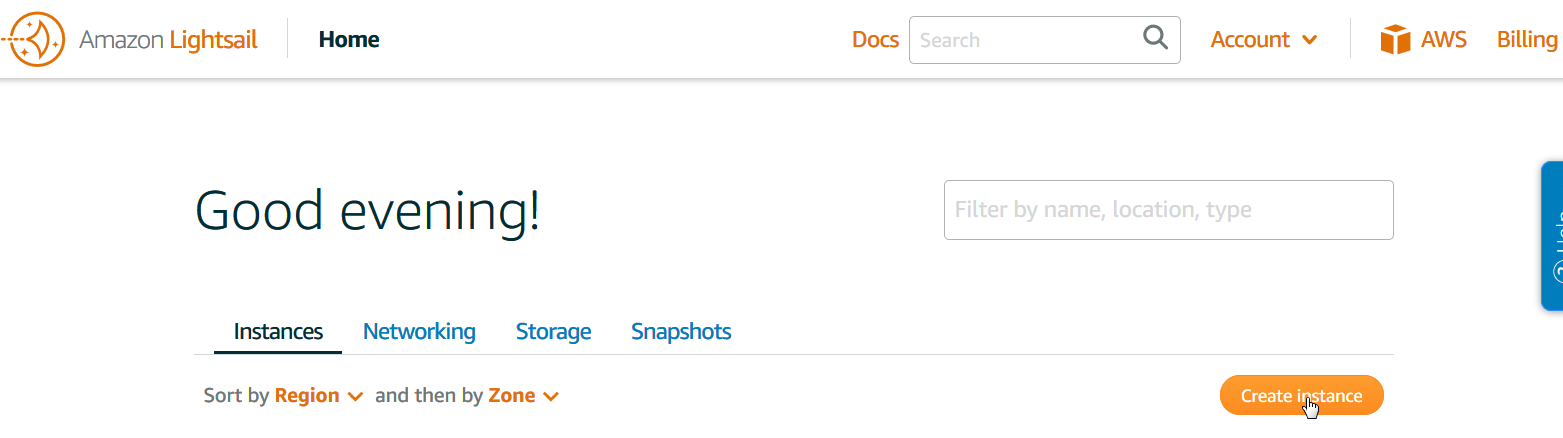 Amazon Lightsail Home Docs Search Account AWS Billing
Good evening! Filter by name, location, type
Help
Instances Networking Storage Snapshots
Sort by Region and then by Zone Create instance